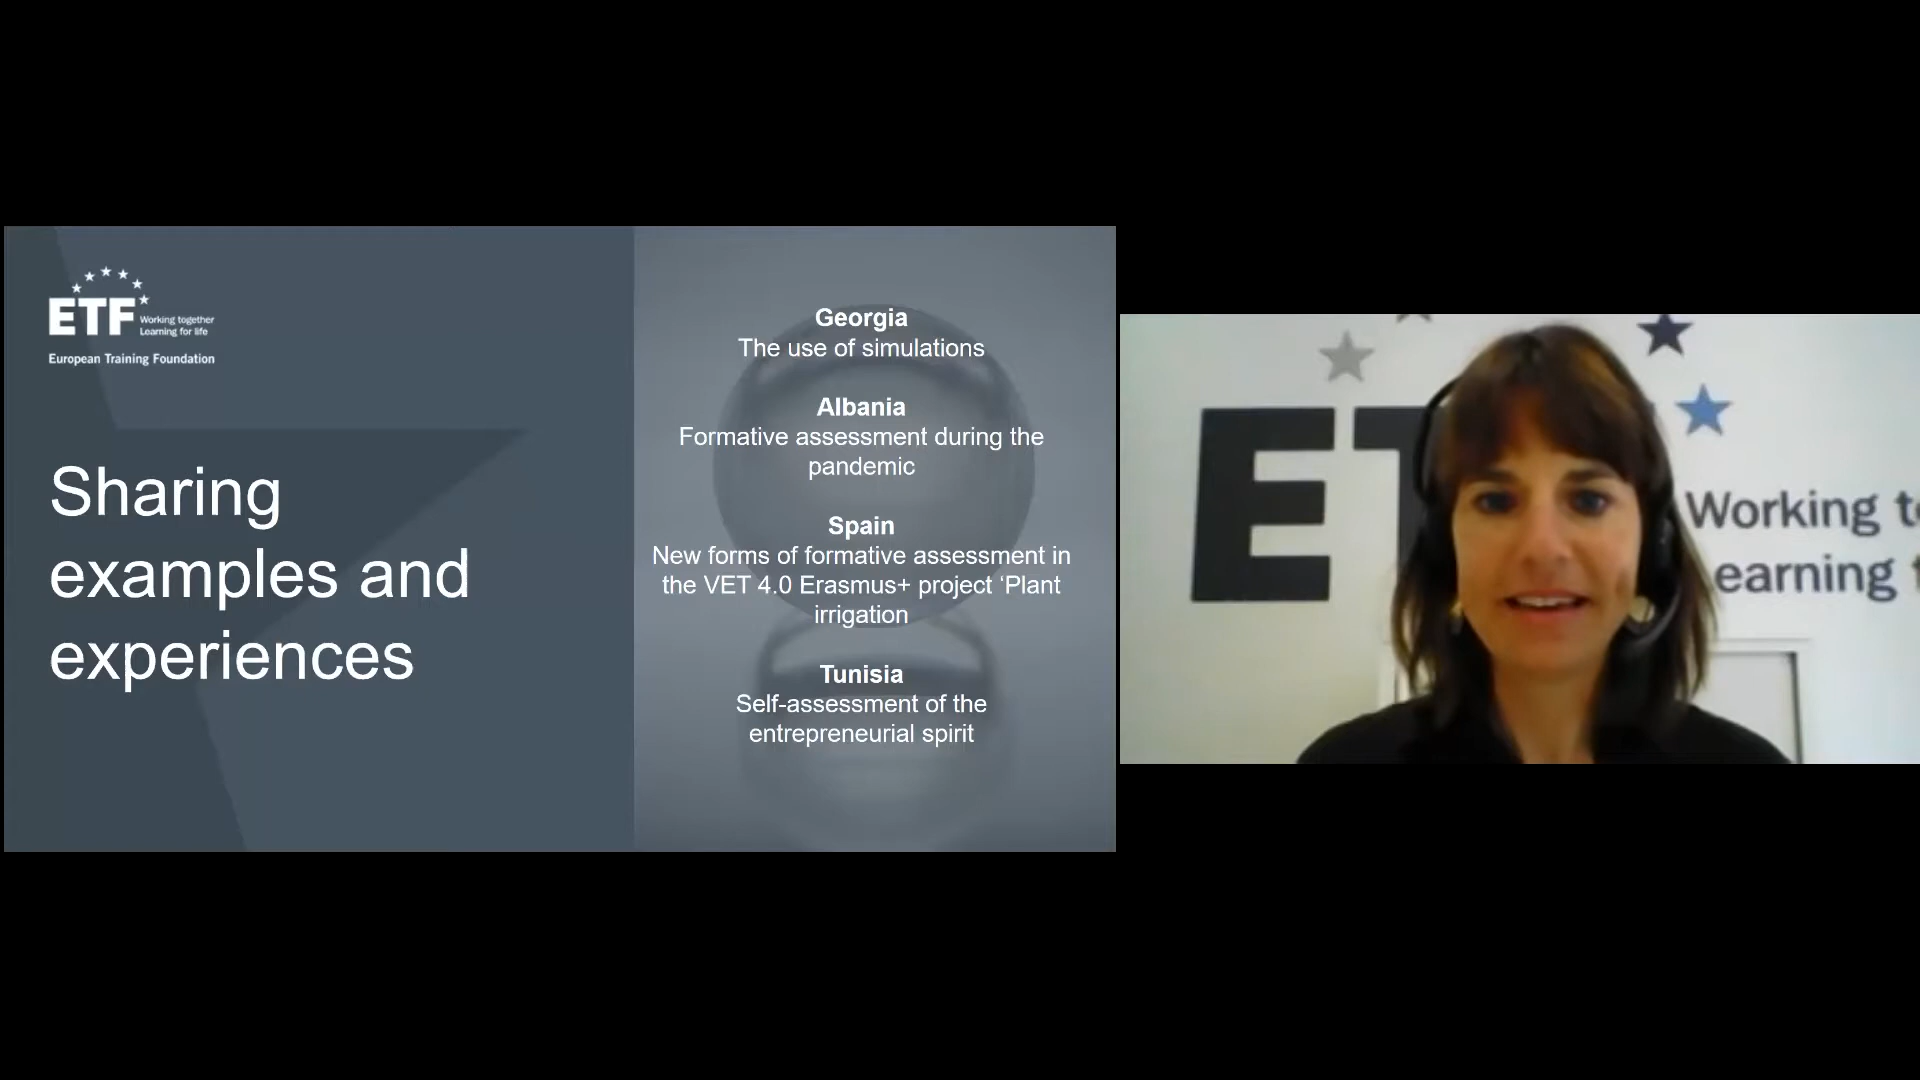 ETF
Working together
Learning for life
European Training Foundation
Sharing
examples and
experiences
Georgia
The use of simulations
Albania
Formative assessment during the
pandemic
Spain
New forms of formative assessment in
the VET 4.0 Erasmus+ project ‘Plant
irrigation
Tunisia
Self-assessment of the
entrepreneurial spirit
ET
Working
earning